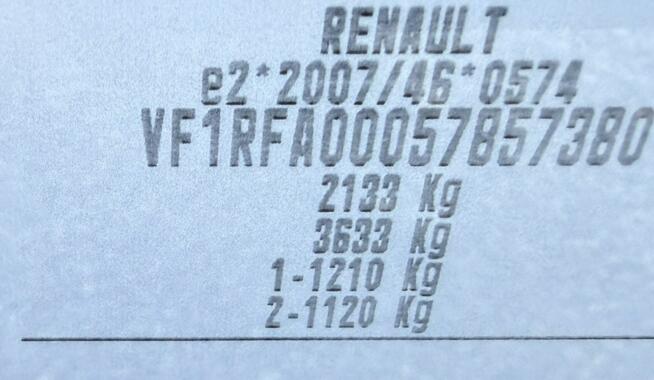 RENAULT
e2*2007/46*0574
VF1RFA00057857380
2133 Kg
3633 Kg
1-1210 Kg
2-1120 Kg